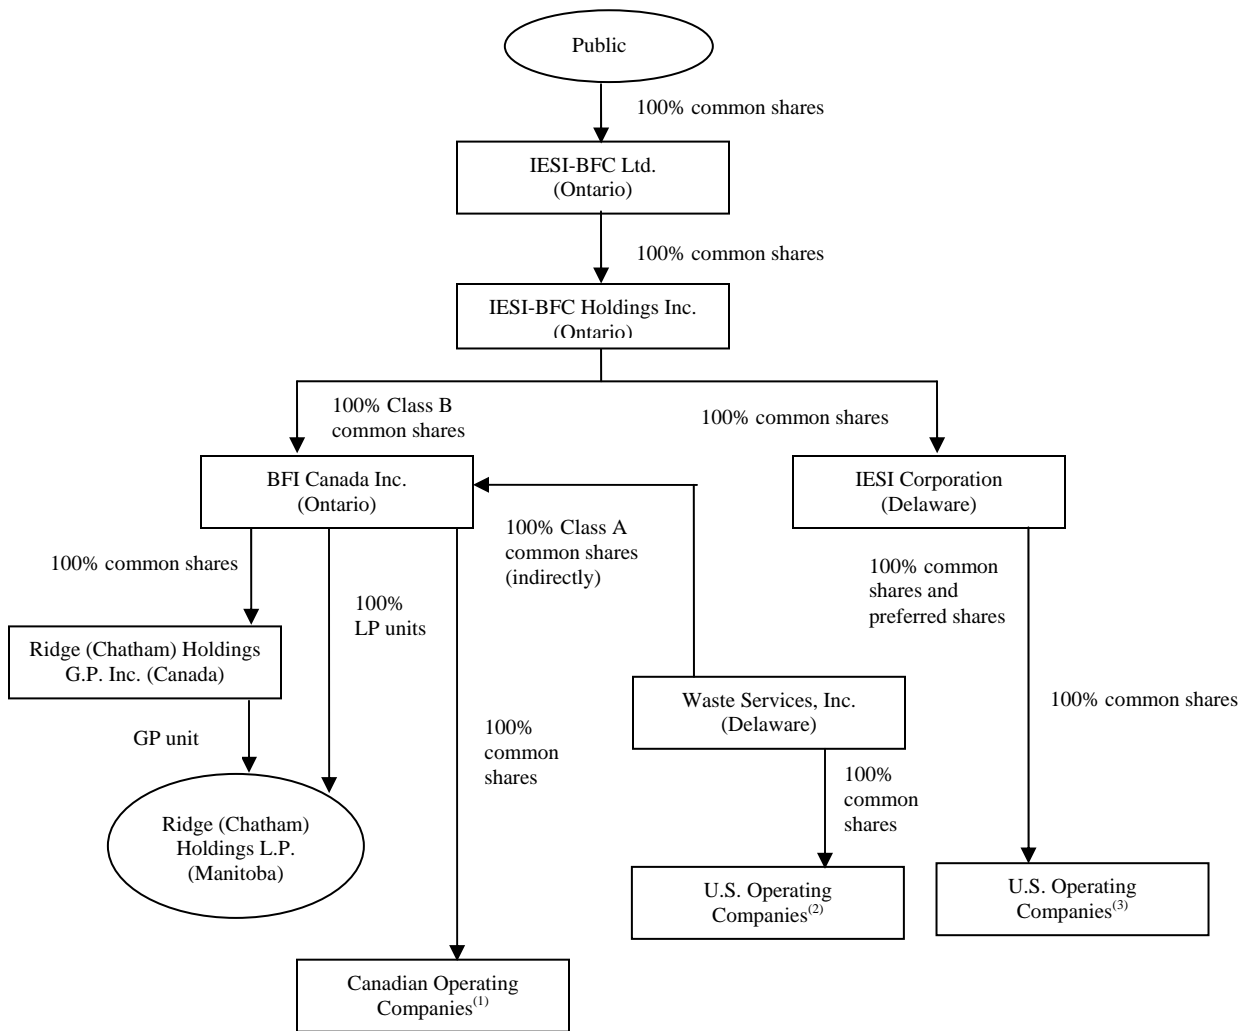 Public
100% common shares
IESI-BFC Ltd.
(Ontario)
100% common shares
IESI-BFC Holdings Inc.
(Ontario)
100% Class B
common shares
100% common shares
BFI Canada Inc.
(Ontario)
IESI Corporation
(Delaware)
100% Class A
common shares
(indirectly)
100% common shares
100%
LP units
100% common
shares and
preferred shares
Ridge (Chatham) Holdings
G.P. Inc. (Canada)
Waste Services, Inc.
(Delaware)
100% common shares
GP unit
100%
common
shares
100%
common
shares
Ridge (Chatham)
Holdings L.P.
(Manitoba)
U.S. Operating
Companies(2)
U.S. Operating
Companies(3)
Canadian Operating
Companies(1)